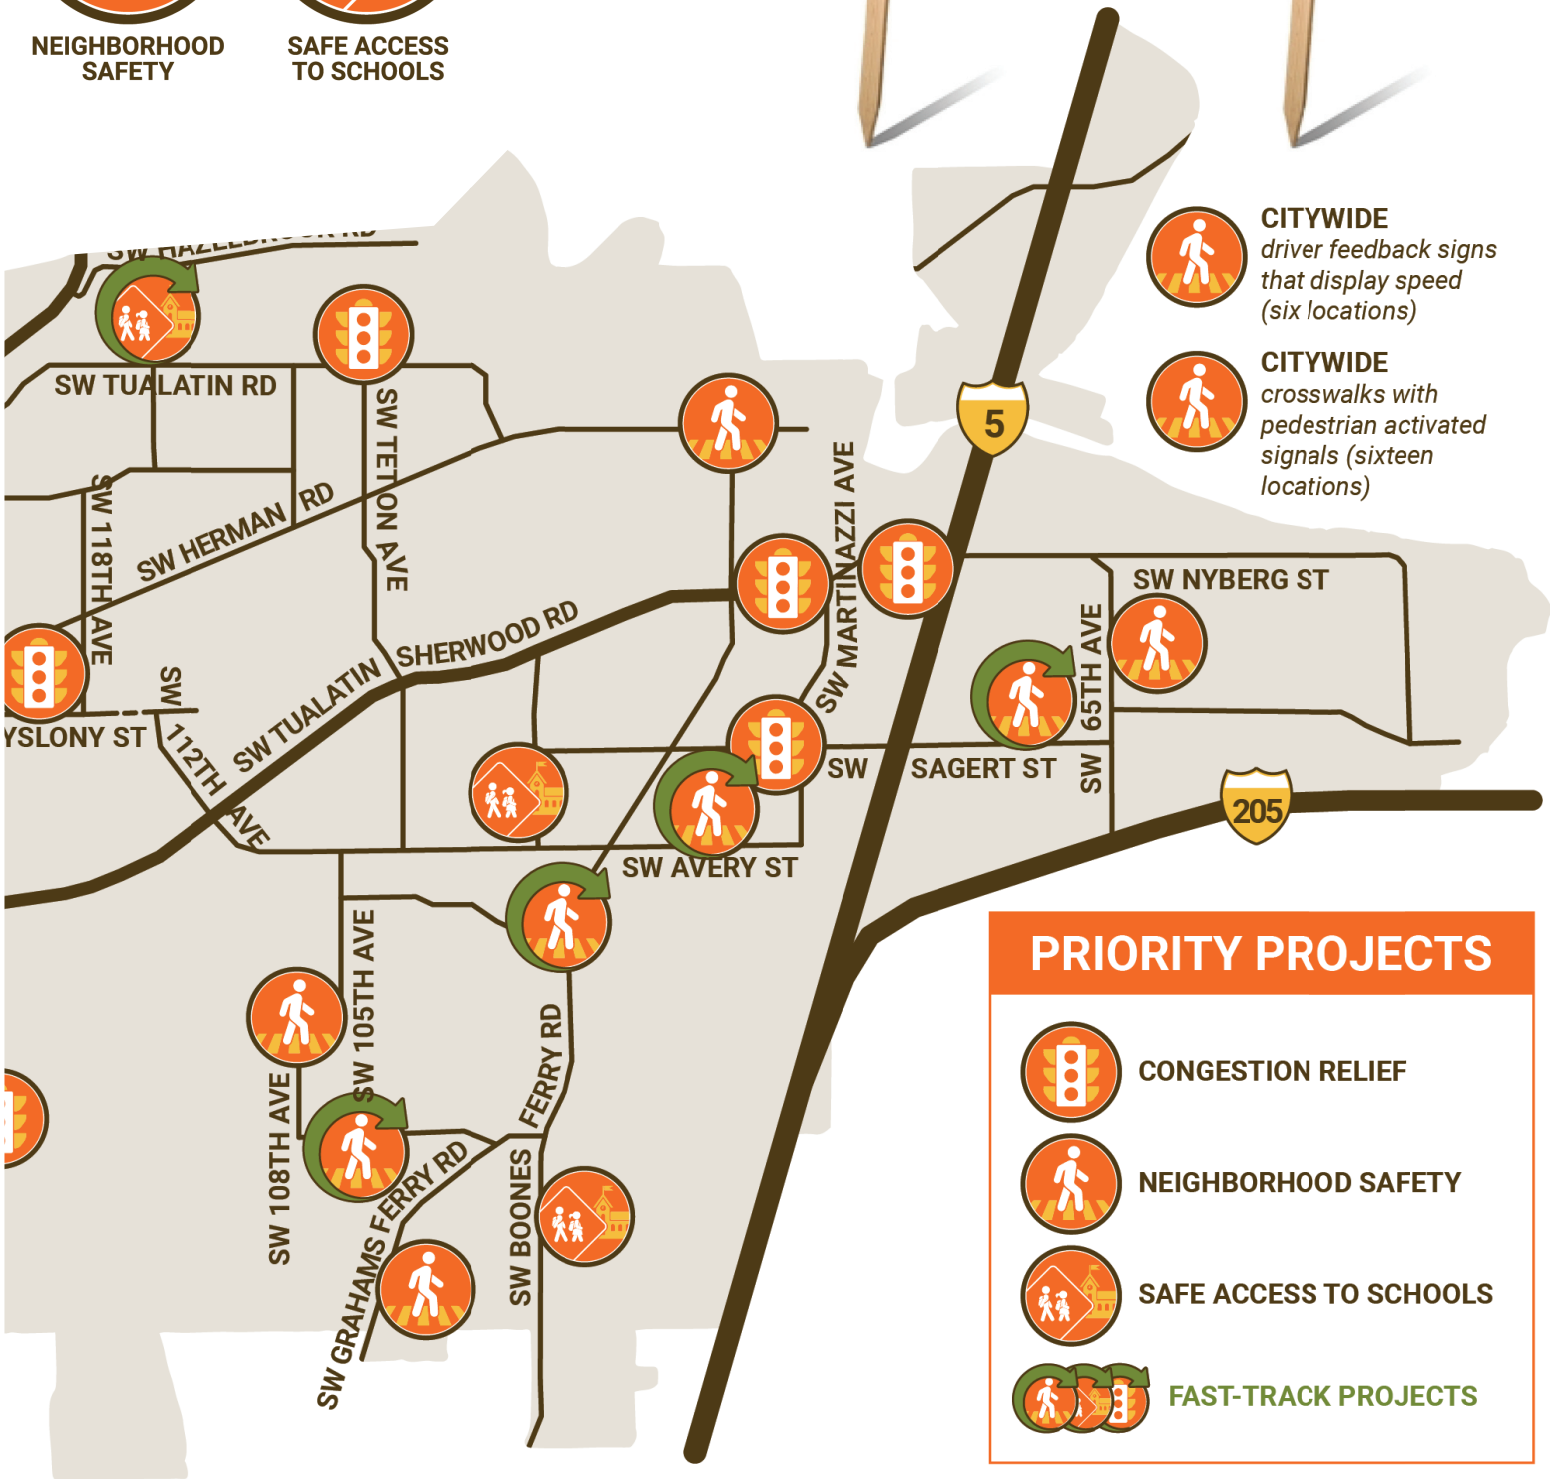 NEIGHBORHOOD
SAFETY
SAFE ACCESS
TO SCHOOLS
CITYWIDE
driver feedback signs
that display speed
(six locations)
CITYWIDE
crosswalks with
pedestrian activated
signals (sixteen
locations)
SW HAZELBROOK RD
SW TUALATIN RD
SW TETON AVE
SW 118TH AVE
SW HERMAN RD
5
SW MARTINAZZI AVE
SW NYBERG ST
SW 65TH AVE
SW TUALATIN SHERWOOD RD
YSLONY ST
SW 112TH AVE
SW SAGERT ST
205
SW AVERY ST
SW 105TH AVE
SW 108TH AVE
SW BOONES FERRY RD
SW GRAHAMS FERRY RD
PRIORITY PROJECTS
CONGESTION RELIEF
NEIGHBORHOOD SAFETY
SAFE ACCESS TO SCHOOLS
FAST-TRACK PROJECTS